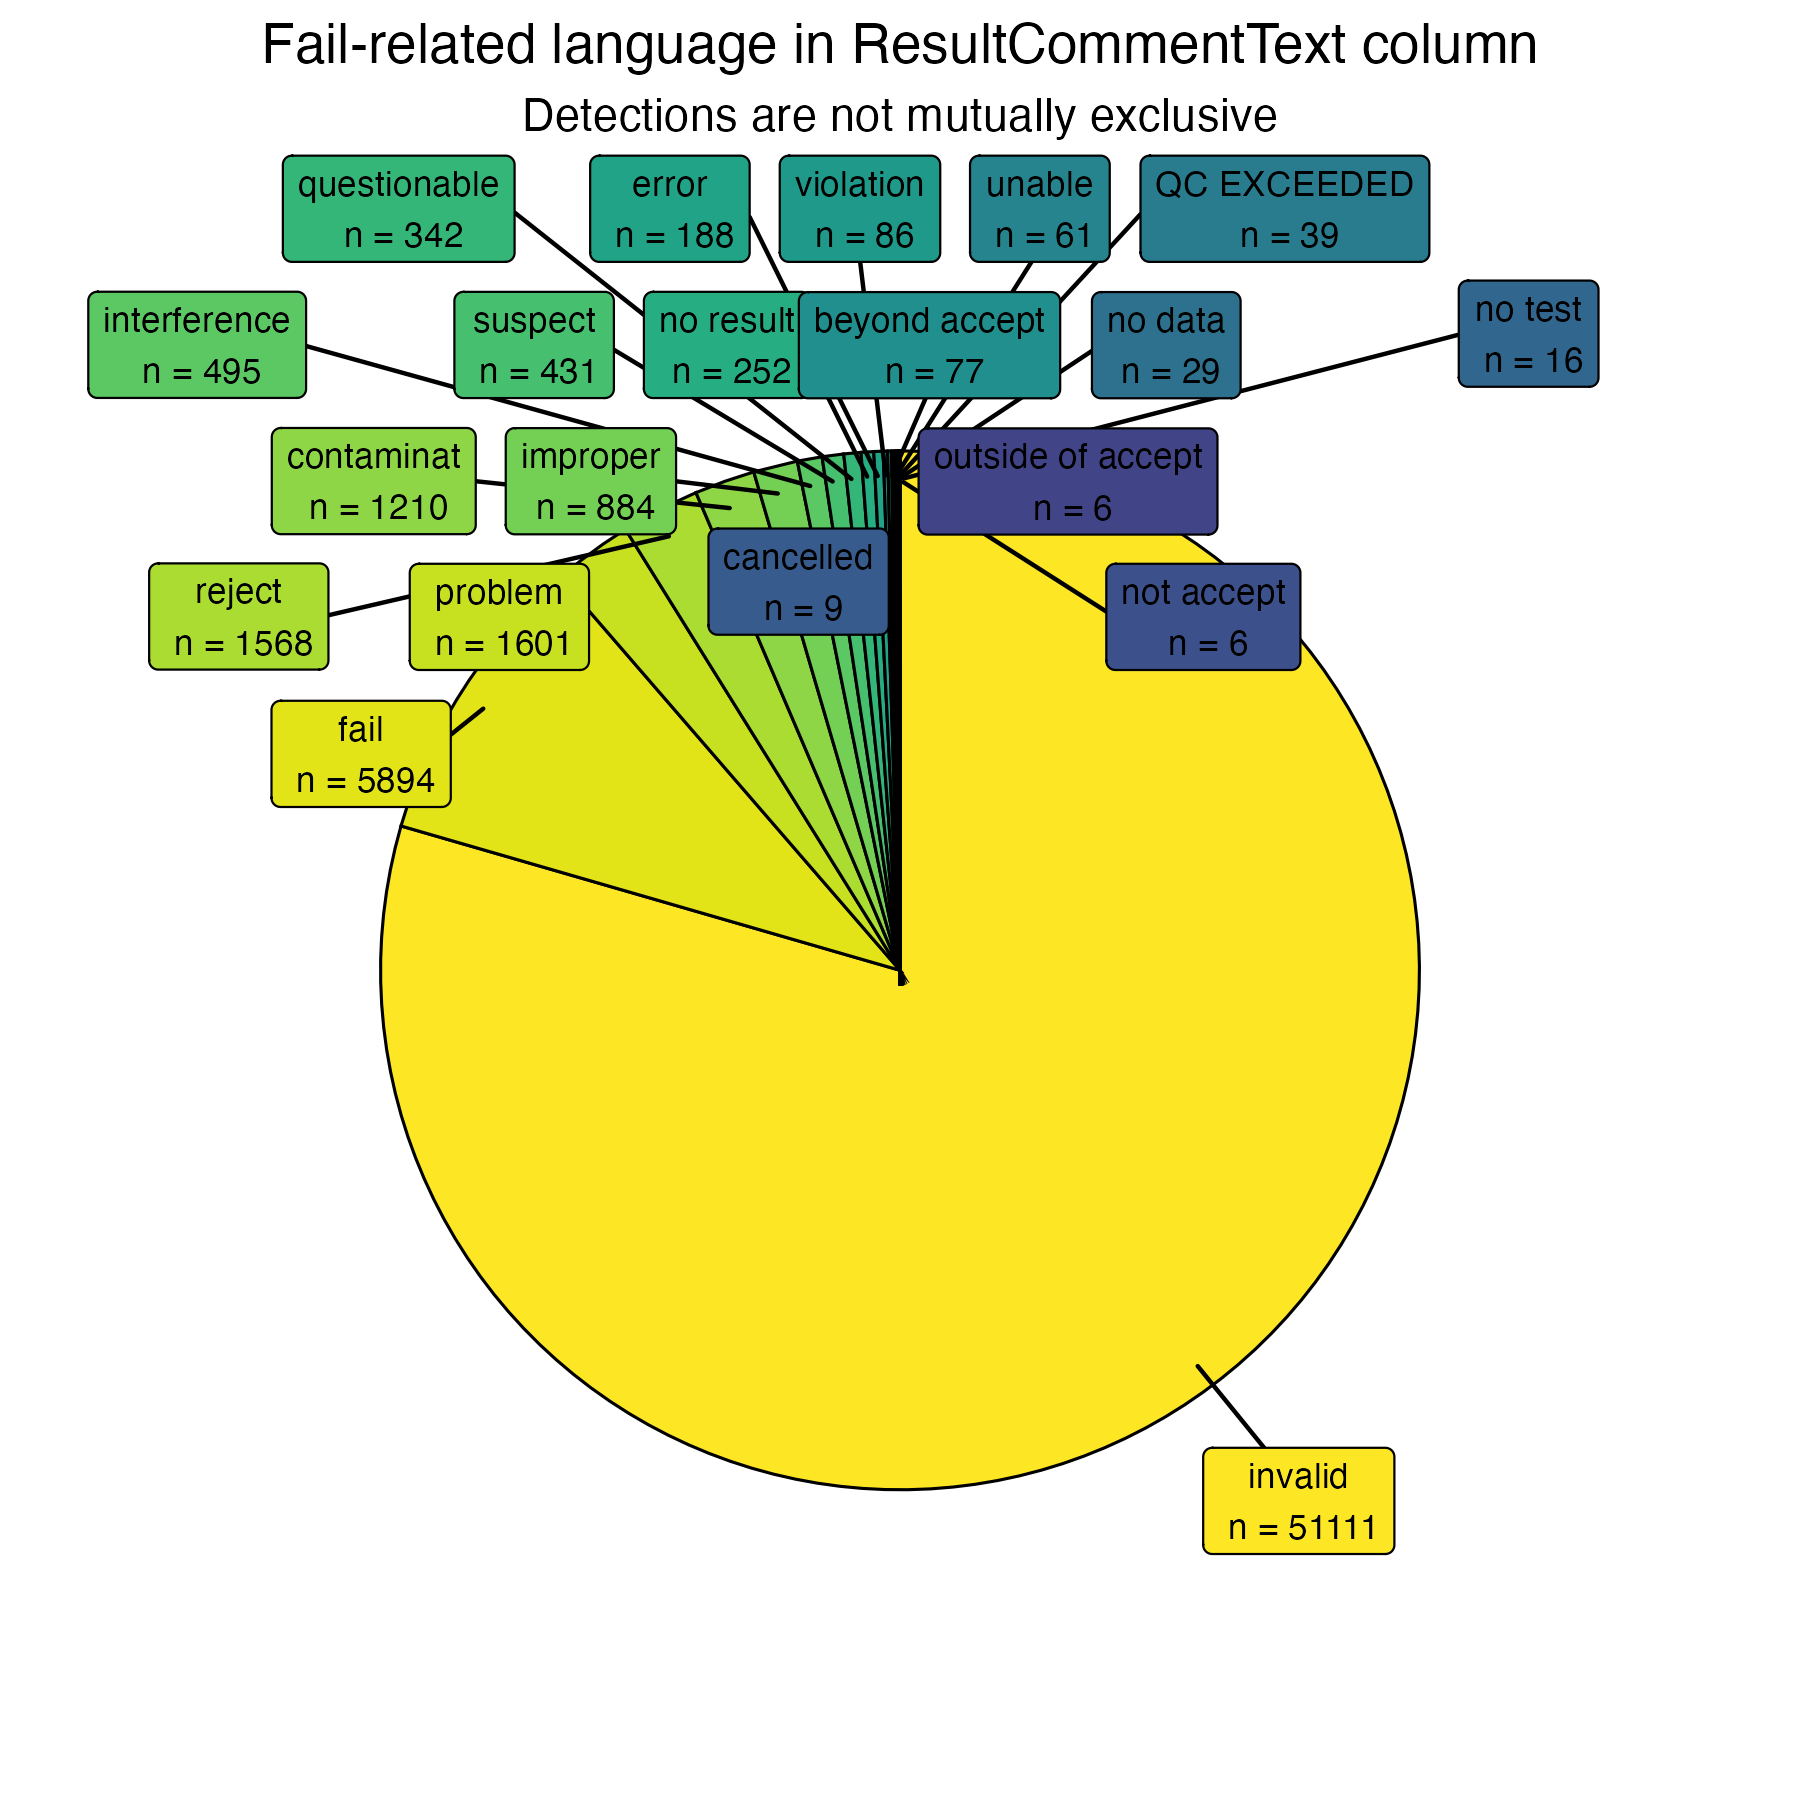 Fail-related language in ResultCommentText column
Detections are not mutually exclusive
questionable
n = 342
error
n = 188
violation
n = 86
unable
n = 61
QC EXCEEDED
n = 39
interference
n = 495
suspect
n = 431
no result
n = 252
beyond accept
n = 77
no data
n = 29
no test
n = 16
contaminat
n = 1210
improper
n = 884
outside of accept
n = 6
cancelled
n = 9
reject
n = 1568
problem
n = 1601
not accept
n = 6
fail
n = 5894
invalid
n = 51111